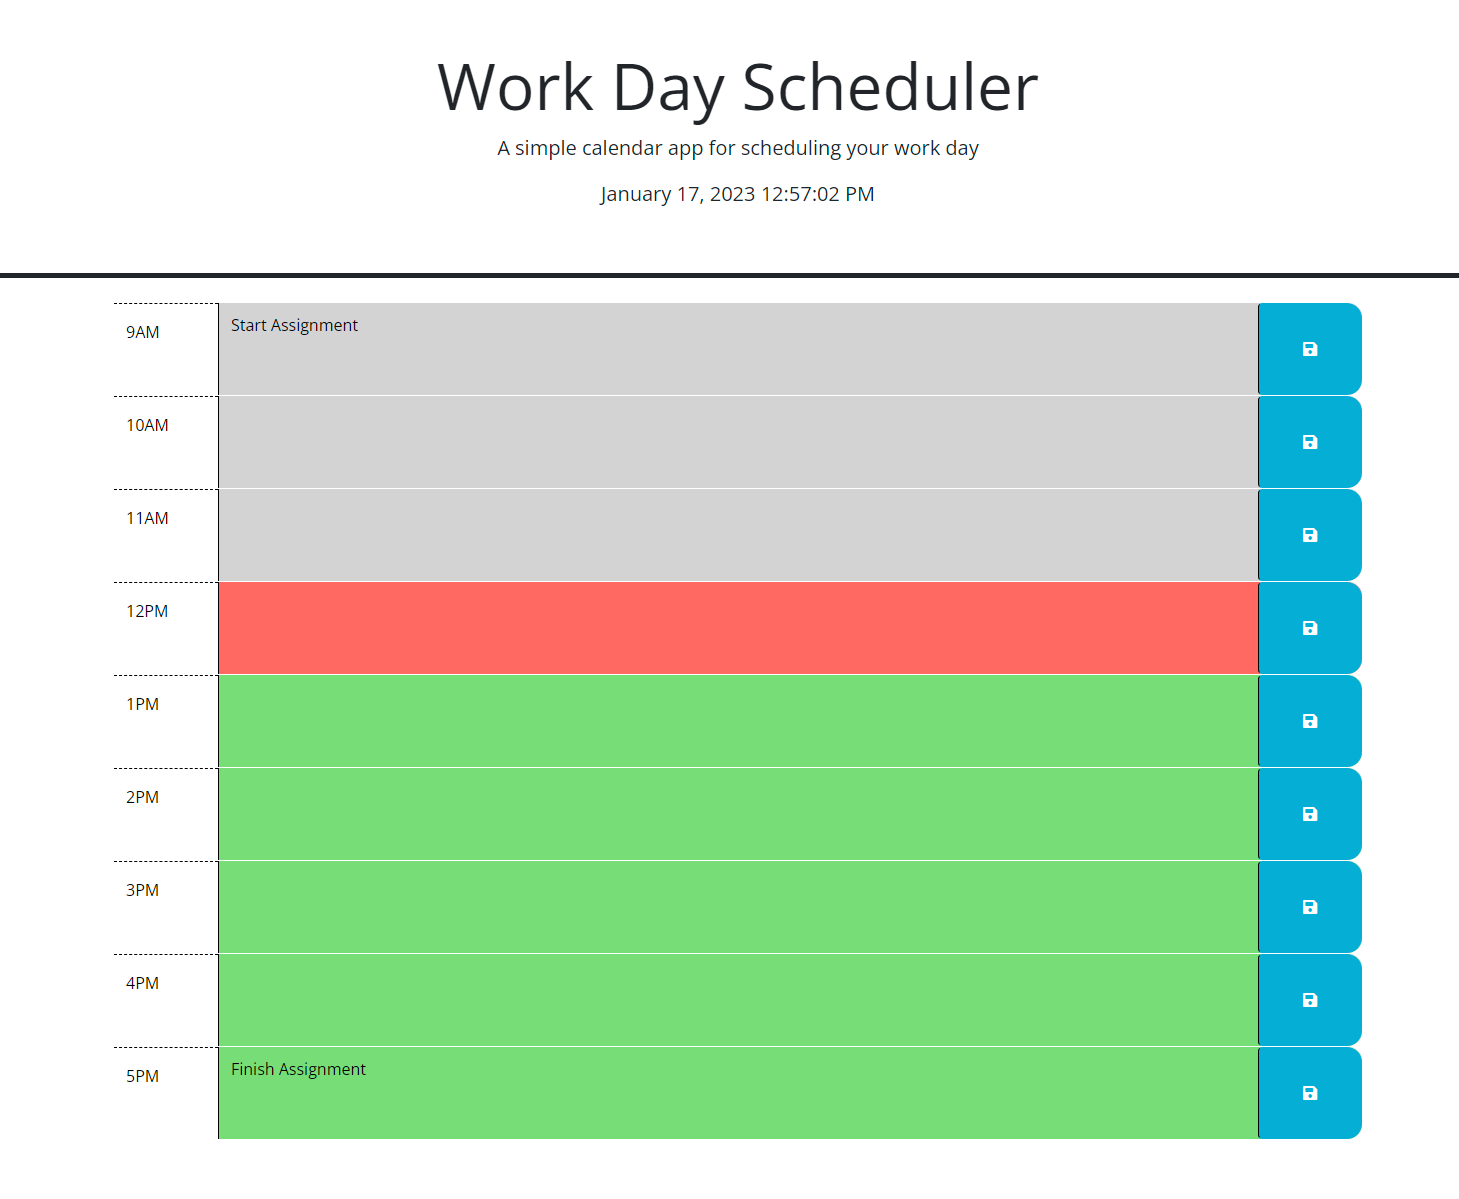 Work Day Scheduler
A simple calendar app for scheduling your work day
January 17, 2023 12:57:02 PM
9AM
Start Assignment
10AM
11AM
12PM
1PM
2PM
3PM
4PM
5PM
Finish Assignment